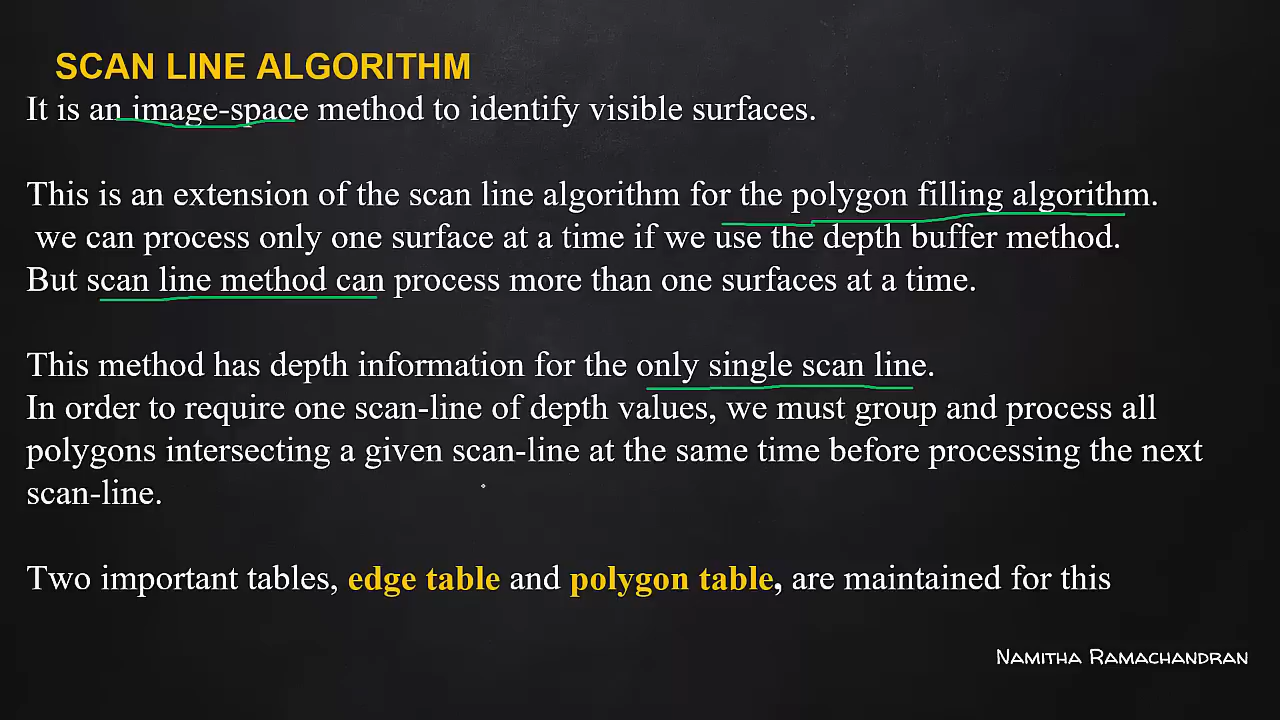 SCAN LINE ALGORITHM
It is an image-space method to identify visible surfaces.
This is an extension of the scan line algorithm for the polygon filling algorithm.
we can process only one surface at a time if we use the depth buffer method.
But scan line method can process more than one surfaces at a time.
This method has depth information for the only single scan line.
In order to require one scan-line of depth values, we must group and process all
polygons intersecting a given scan-line at the same time before processing the next
scan-line.
Two important tables, edge table and polygon table, are maintained for this
Namitha Ramachandran